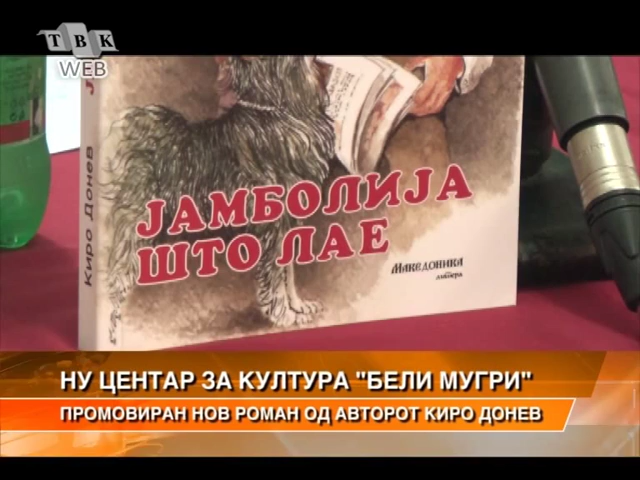 ТВК
WEB
Киро Донев
ЈАМБОЛИЈА
ШТО ЛАЕ
МАКЕДОНИКА
литера
НУ ЦЕНТАР ЗА КУЛТУРА "БЕЛИ МУГРИ"
ПРОМОВИРАН НОВ РОМАН ОД АВТОРОТ КИРО ДОНЕВ